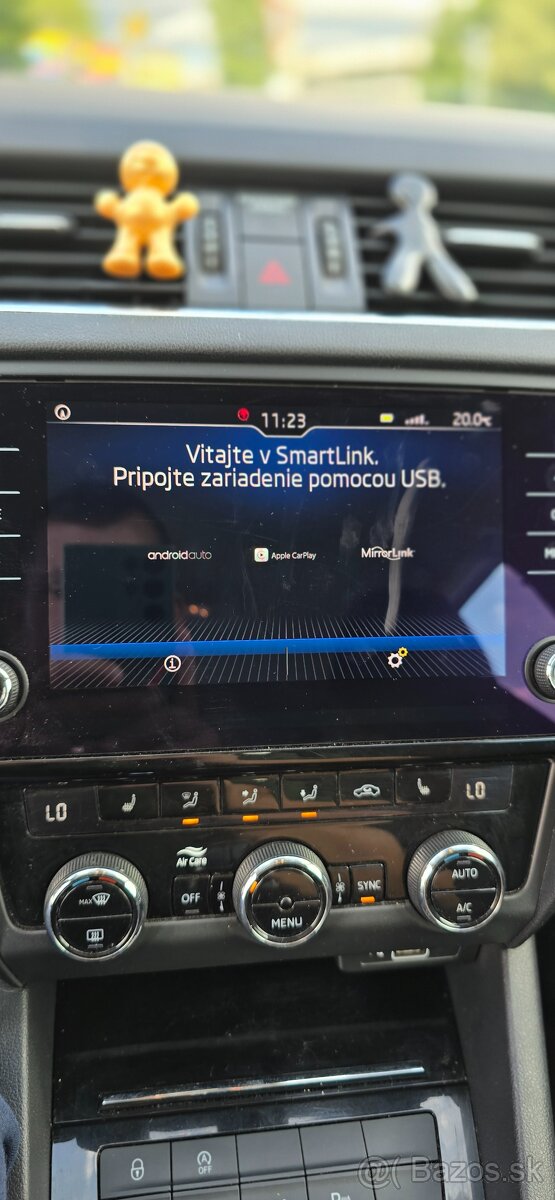 11:23
20.0°C
Vitajte v SmartLink.
Pripojte zariadenie pomocou USB.
androidauto
Apple CarPlay
MirrorLink
LO
LO
Air Care
MAX
OFF
SYNC
AUTO
A/C
MENU
OFF
Bazos.sk